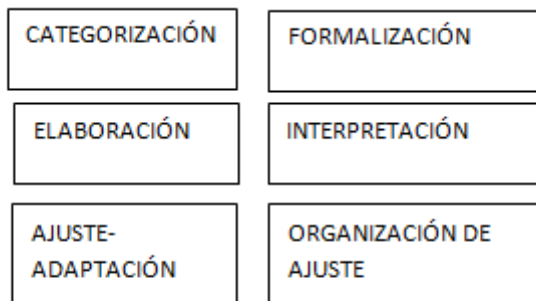 CATEGORIZACIÓN
FORMALIZACIÓN
ELABORACIÓN
INTERPRETACIÓN
AJUSTE-
ADAPTACIÓN
ORGANIZACIÓN DE
AJUSTE